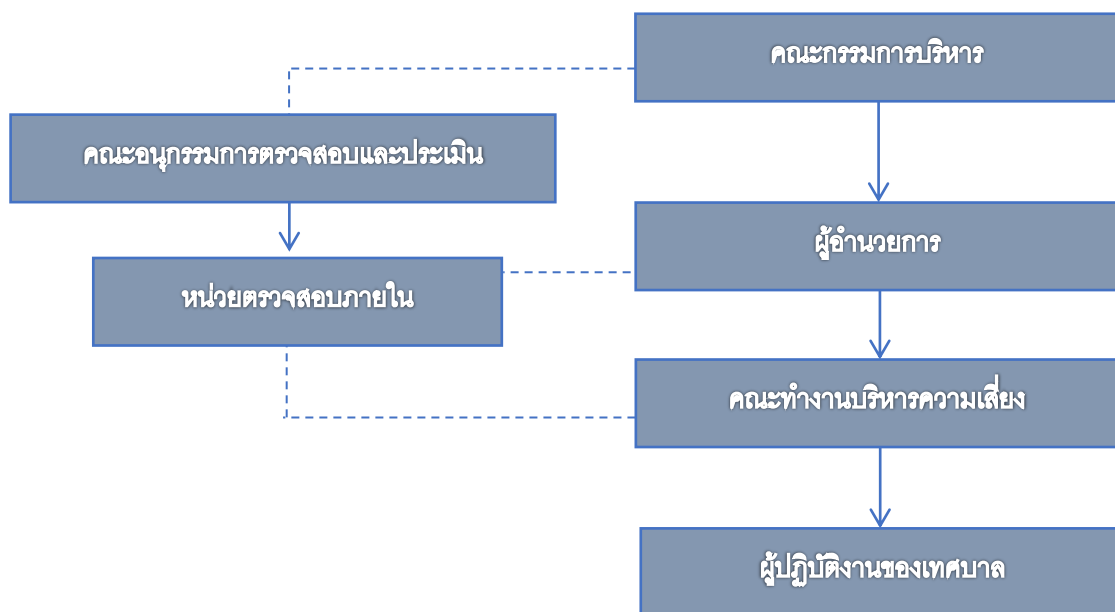 คณะกรรมการบริหาร
คณะอนุกรรมการตรวจสอบและประเมิน
ผู้อำนวยการ
หน่วยตรวจสอบภายใน
คณะทำงานบริหารความเสี่ยง
ผู้ปฏิบัติงานของเทศบาล